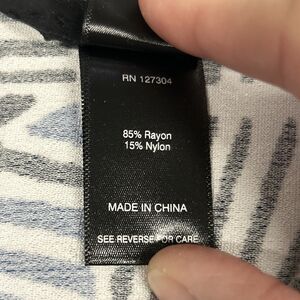 RN 127304
85% Rayon
15% Nylon
MADE IN CHINA
SEE REVERSE FOR CARE